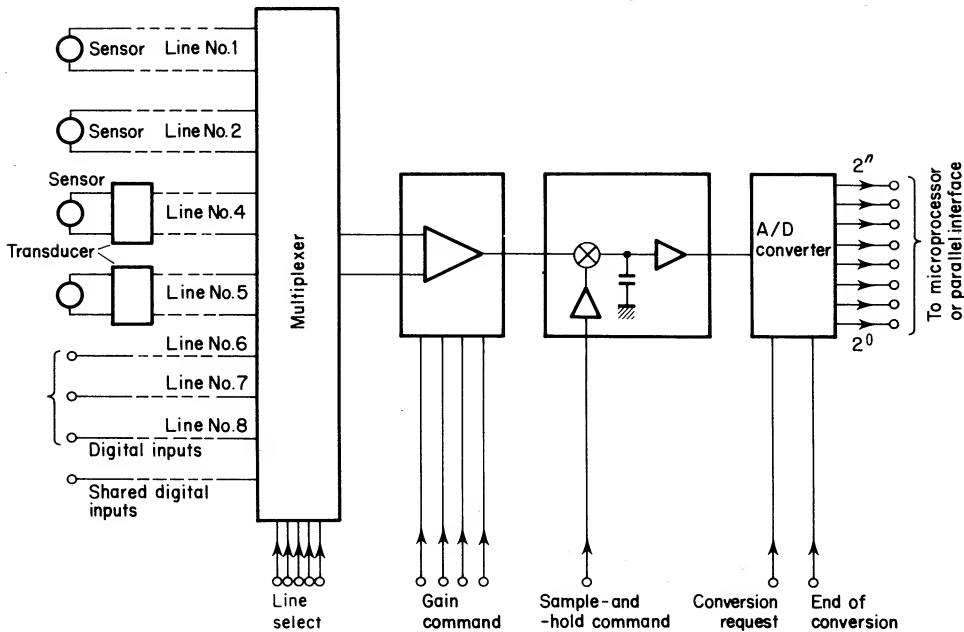 Sensor Line No.1
Sensor Line No.2
Sensor
Line No.4
Transducer
Line No.5
Line No.6
Line No.7
Line No.8
Digital inputs
Shared digital
inputs
Multiplexer
Line
select
Gain
command
Sample-and
-hold command
A/D
converter
Conversion
request
End of
conversion
2ⁿ
2⁰
To microprocessor
or parallel interface